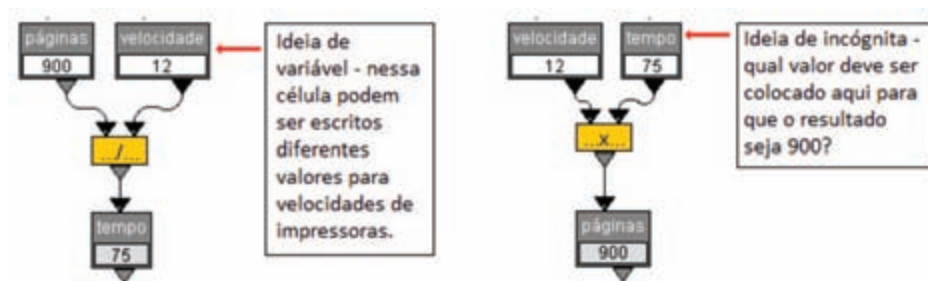 páginas
900
velocidade
12
.../...
tempo
75
Ideia de
variável - nessa
célula podem
ser escritos
diferentes
valores para
velocidades de
impressoras.
velocidade
12
tempo
75
...x...
páginas
900
Ideia de incógnita -
qual valor deve ser
colocado aqui para
que o resultado
seja 900?